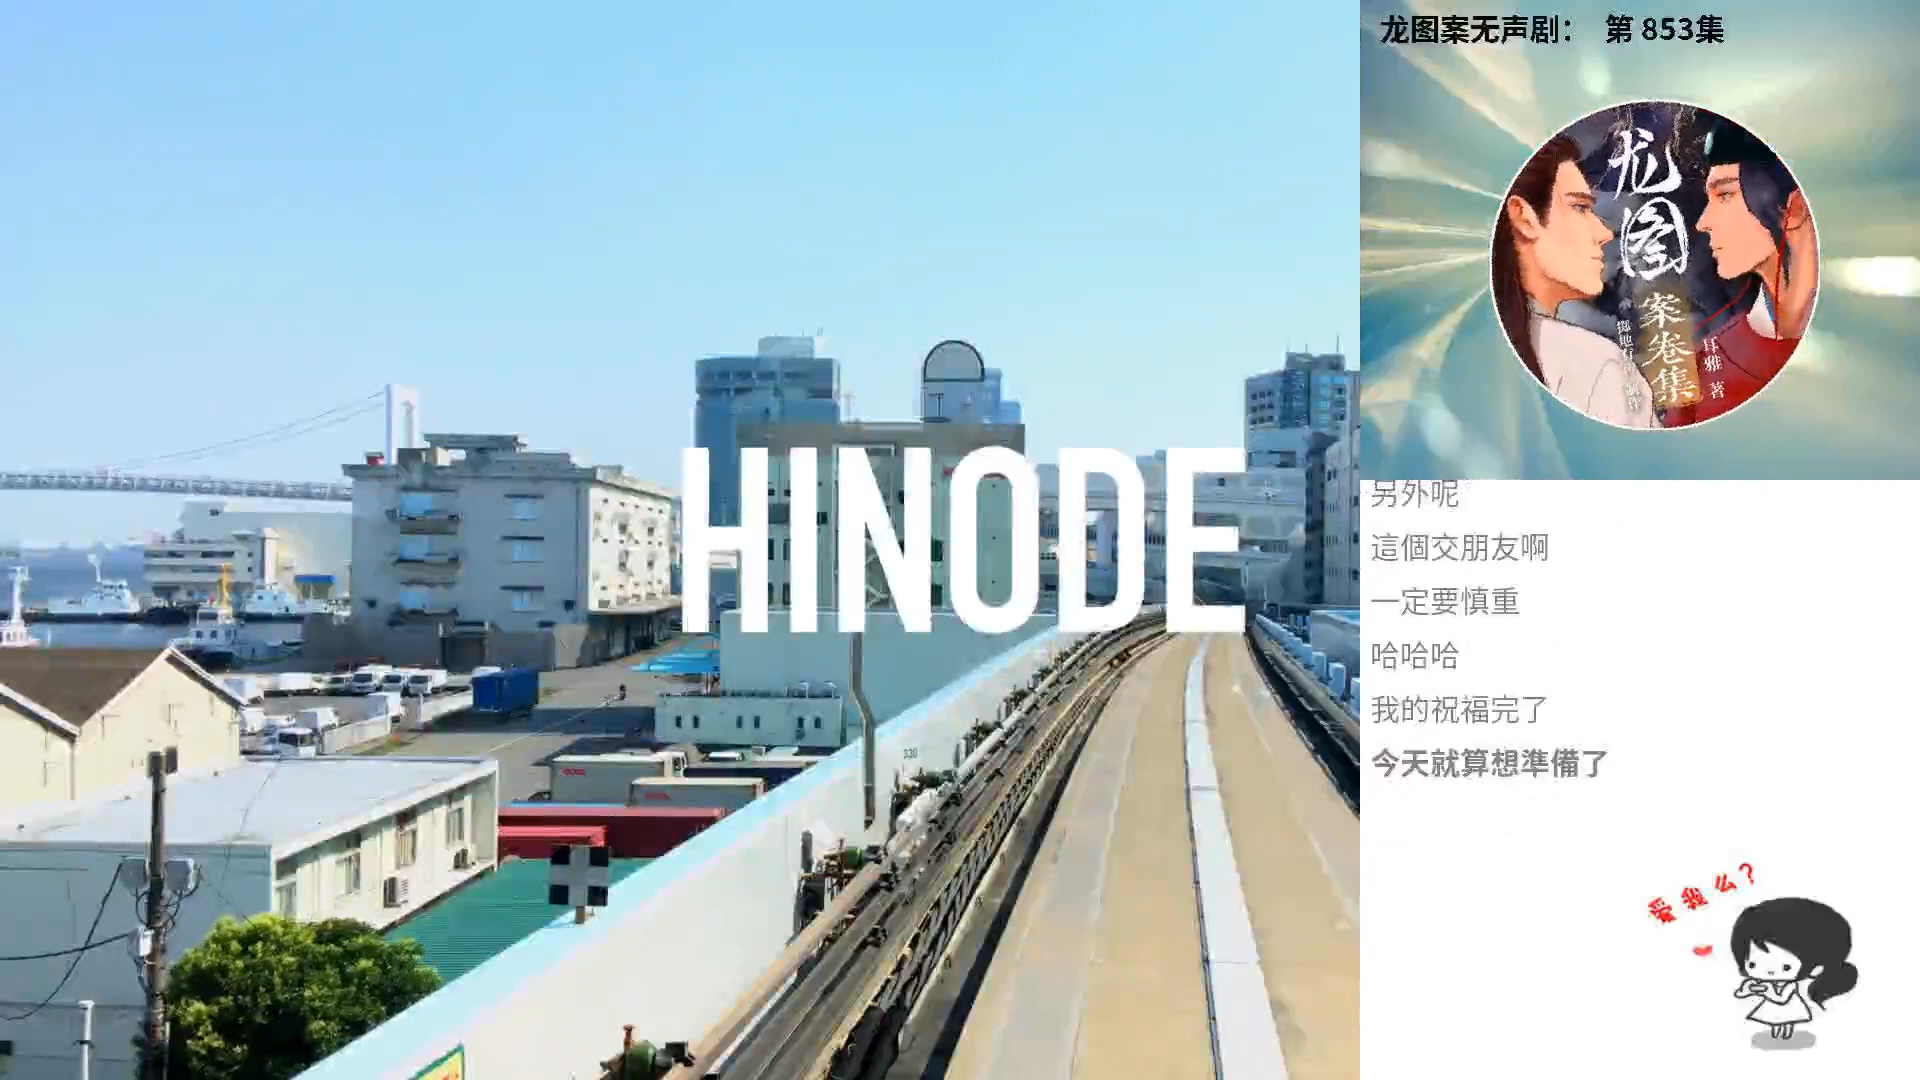 HINODE
330
龙图案无声剧： 第 853集
龙
图
案
卷
集
耳雅 著
另外呢
這個交朋友啊
一定要慎重
哈哈哈
我的祝福完了
今天就算想準備了
爱我么？